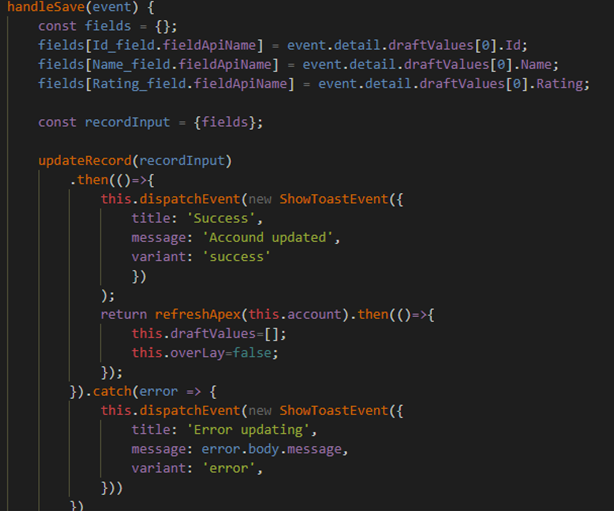 handleSave(event) {
const fields = {};
fields[Id_field.fieldApiName] = event.detail.draftValues[0].Id;
fields[Name_field.fieldApiName] = event.detail.draftValues[0].Name;
fields[Rating_field.fieldApiName] = event.detail.draftValues[0].Rating;
const recordInput = {fields};
updateRecord(recordInput)
.then(()=>{
this.dispatchEvent(new ShowToastEvent({
title: 'Success',
message: 'Accound updated',
variant: 'success'
})
);
return refreshApex(this.account).then(()=>{
this.draftValues=[];
this.overLay=false;
});
}).catch(error => {
this.dispatchEvent(new ShowToastEvent({
title: 'Error updating',
message: error.body.message,
variant: 'error',
}))
})